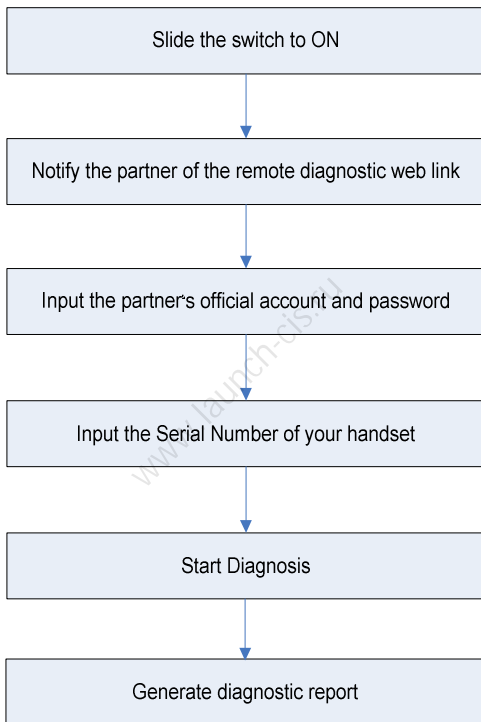 Slide the switch to ON
Notify the partner of the remote diagnostic web link
Input the partner's official account and password
Input the Serial Number of your handset
Start Diagnosis
Generate diagnostic report
www.launch-cis.ru